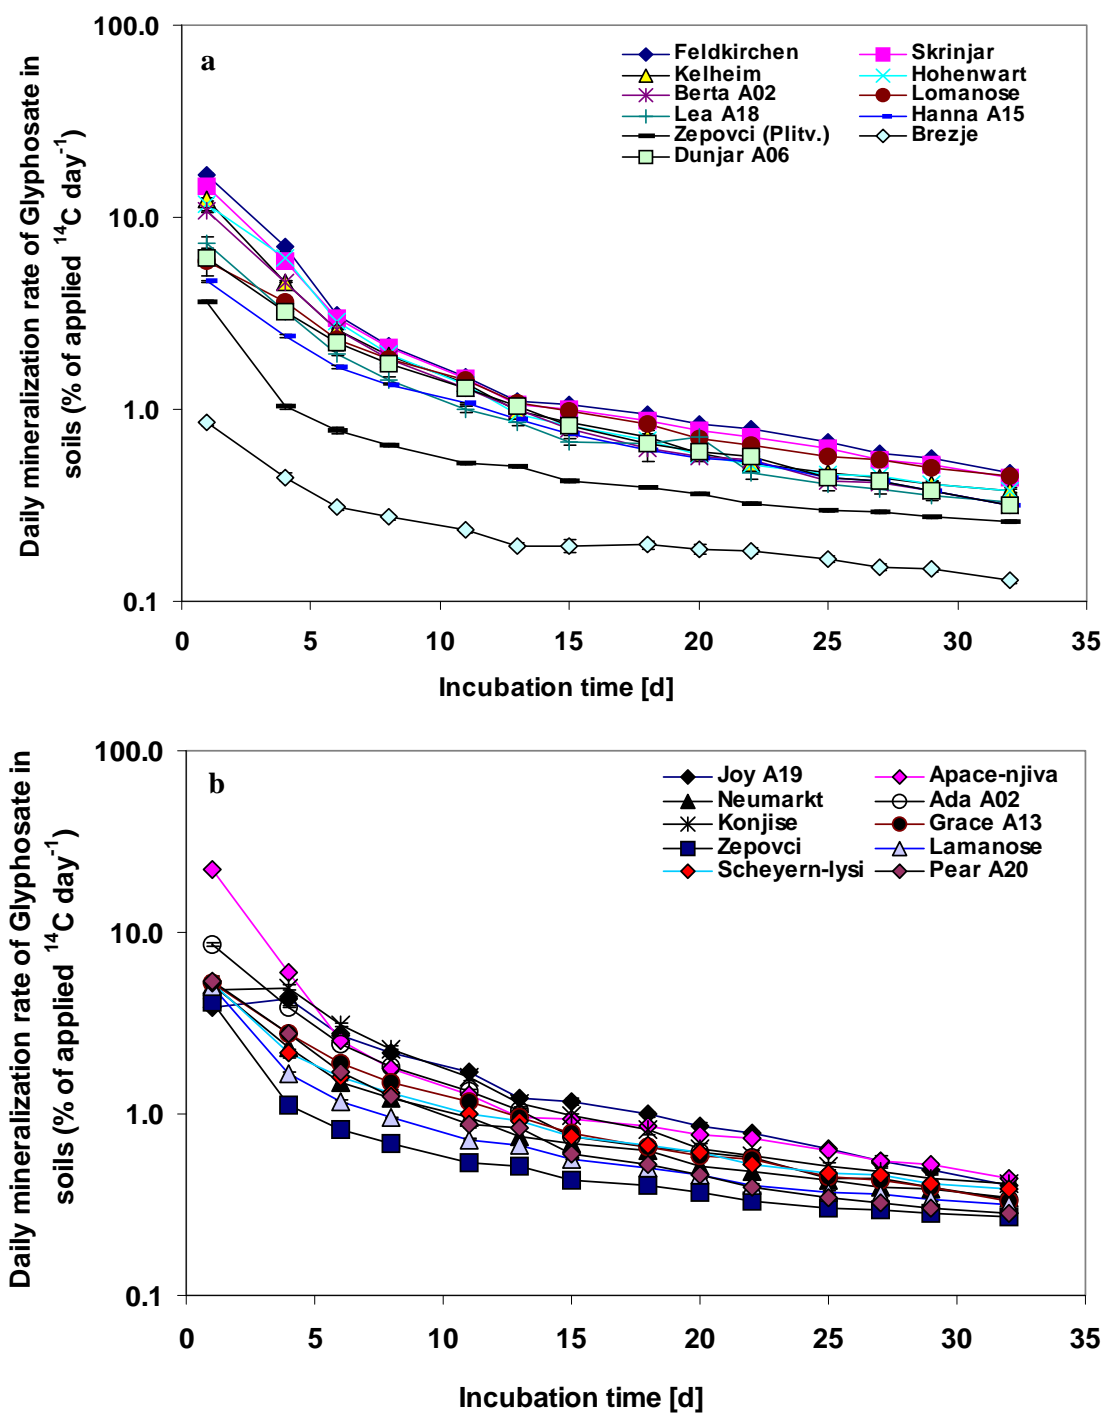 100.0
10.0
1.0
0.1
Daily mineralization rate of Glyphosate in
soils (% of applied ¹⁴C day⁻¹)
a
Feldkirchen Skrinjar
Kelheim Hohenwart
Berta A02 Lomanose
Lea A18 Hanna A15
Zepovci (Plitv.) Brezje
Dunjar A06
0 5 10 15 20 25 30 35
Incubation time [d]
100.0
10.0
1.0
0.1
Daily mineralization rate of Glyphosate in
soils (% of applied ¹⁴C day⁻¹)
b
Joy A19 Apace-njiva
Neumarkt Ada A02
Konjise Grace A13
Zepovci Lamanose
Scheyern-lysi Pear A20
0 5 10 15 20 25 30 35
Incubation time [d]